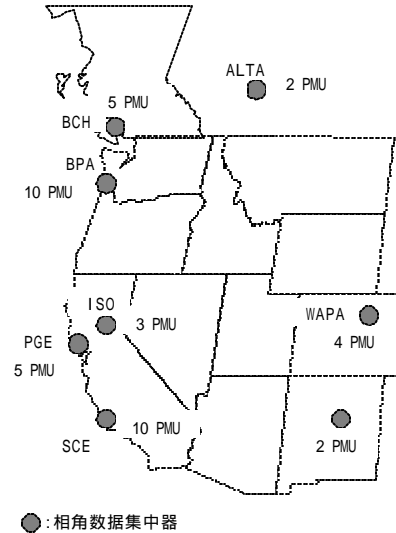 ALTA
2 PMU
5 PMU
BCH
BPA
10 PMU
ISO
3 PMU
WAPA
4 PMU
PGE
5 PMU
10 PMU
SCE
2 PMU
:相角数据集中器